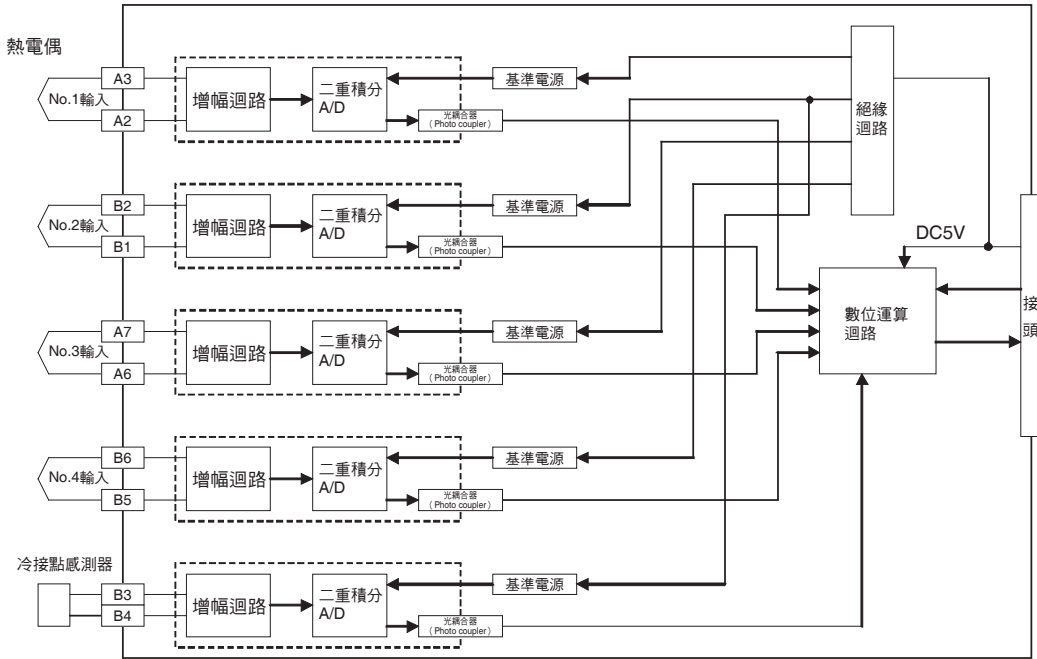 熱電偶
A3
No.1輸入
A2
增幅迴路
二重積分
A/D
基準電源
光耦合器
(Photo coupler)
絕緣
迴路
B2
No.2輸入
B1
增幅迴路
二重積分
A/D
基準電源
光耦合器
(Photo coupler)
DC5V
A7
No.3輸入
A6
增幅迴路
二重積分
A/D
基準電源
光耦合器
(Photo coupler)
數位運算
迴路
接
頭
B6
No.4輸入
B5
增幅迴路
二重積分
A/D
基準電源
光耦合器
(Photo coupler)
冷接點感測器
B3
B4
增幅迴路
二重積分
A/D
基準電源
光耦合器
(Photo coupler)